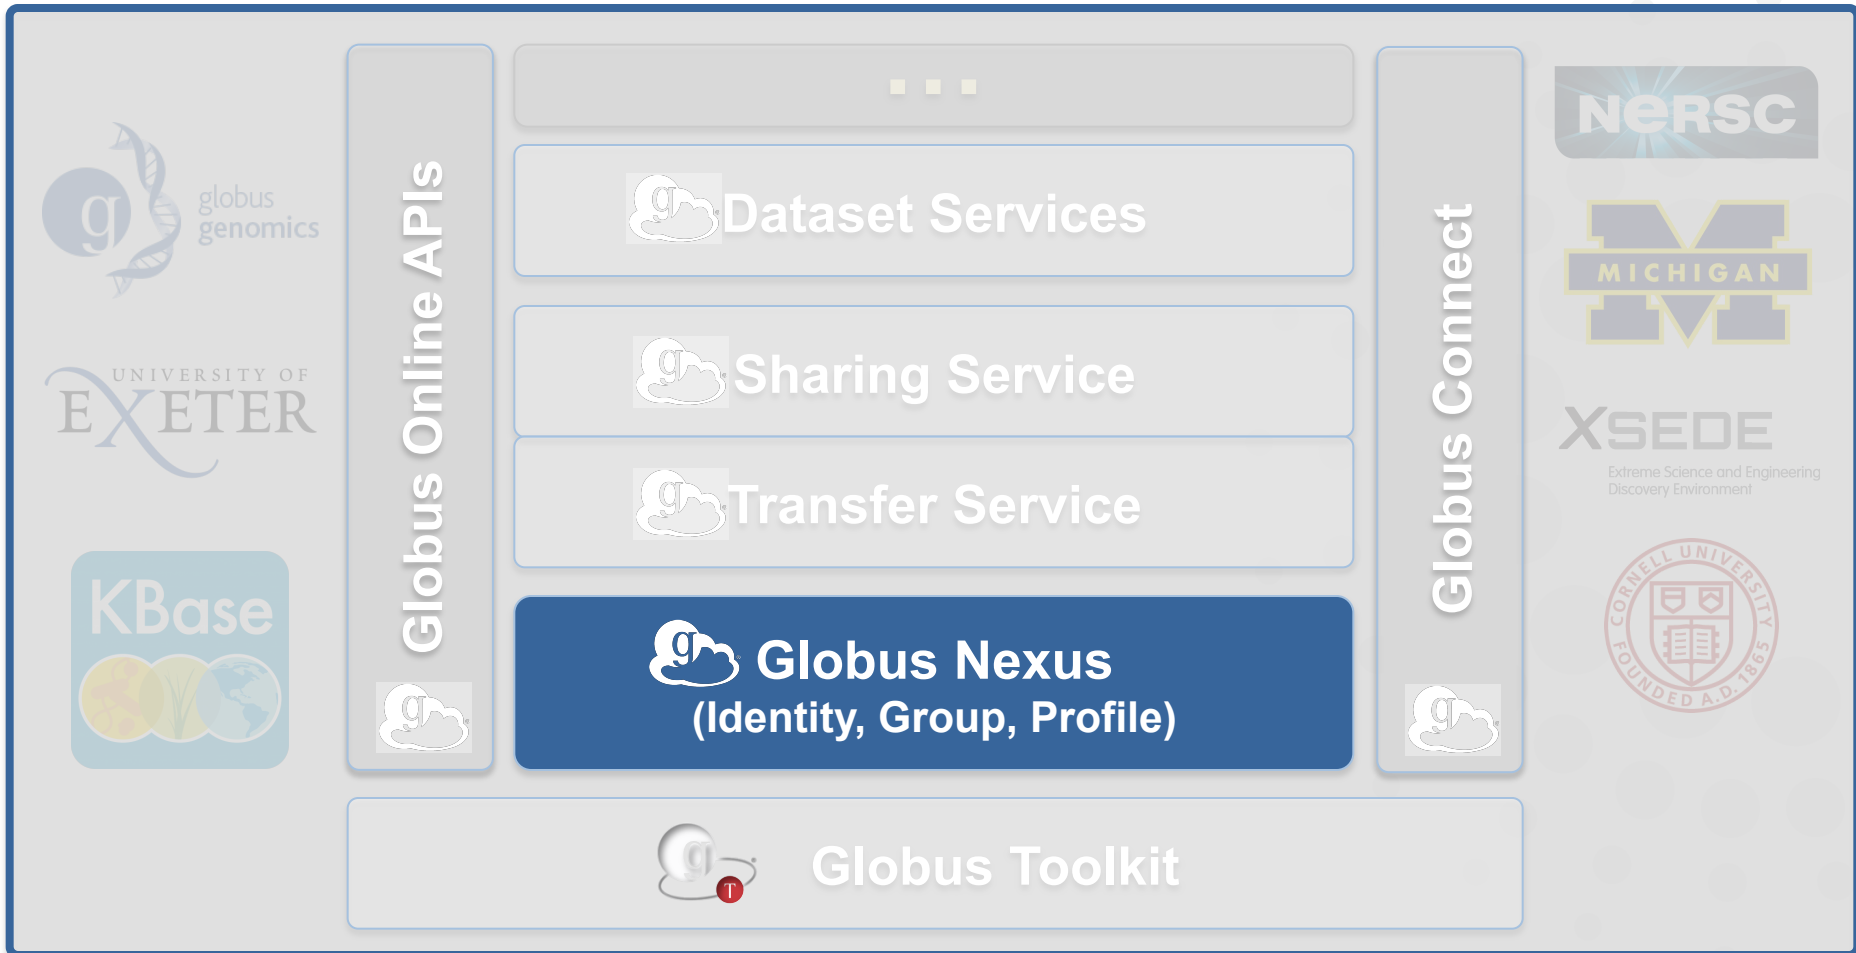 globus
genomics
UNIVERSITY OF
EXETER
KBase
Globus Online APIs
...
Dataset Services
Sharing Service
Transfer Service
Globus Nexus
(Identity, Group, Profile)
Globus Toolkit
T
Globus Connect
NERSC
M
MICHIGAN
XSEDE
Extreme Science and Engineering
Discovery Environment
CORNELL UNIVERSITY
FOUNDED A.D. 1865